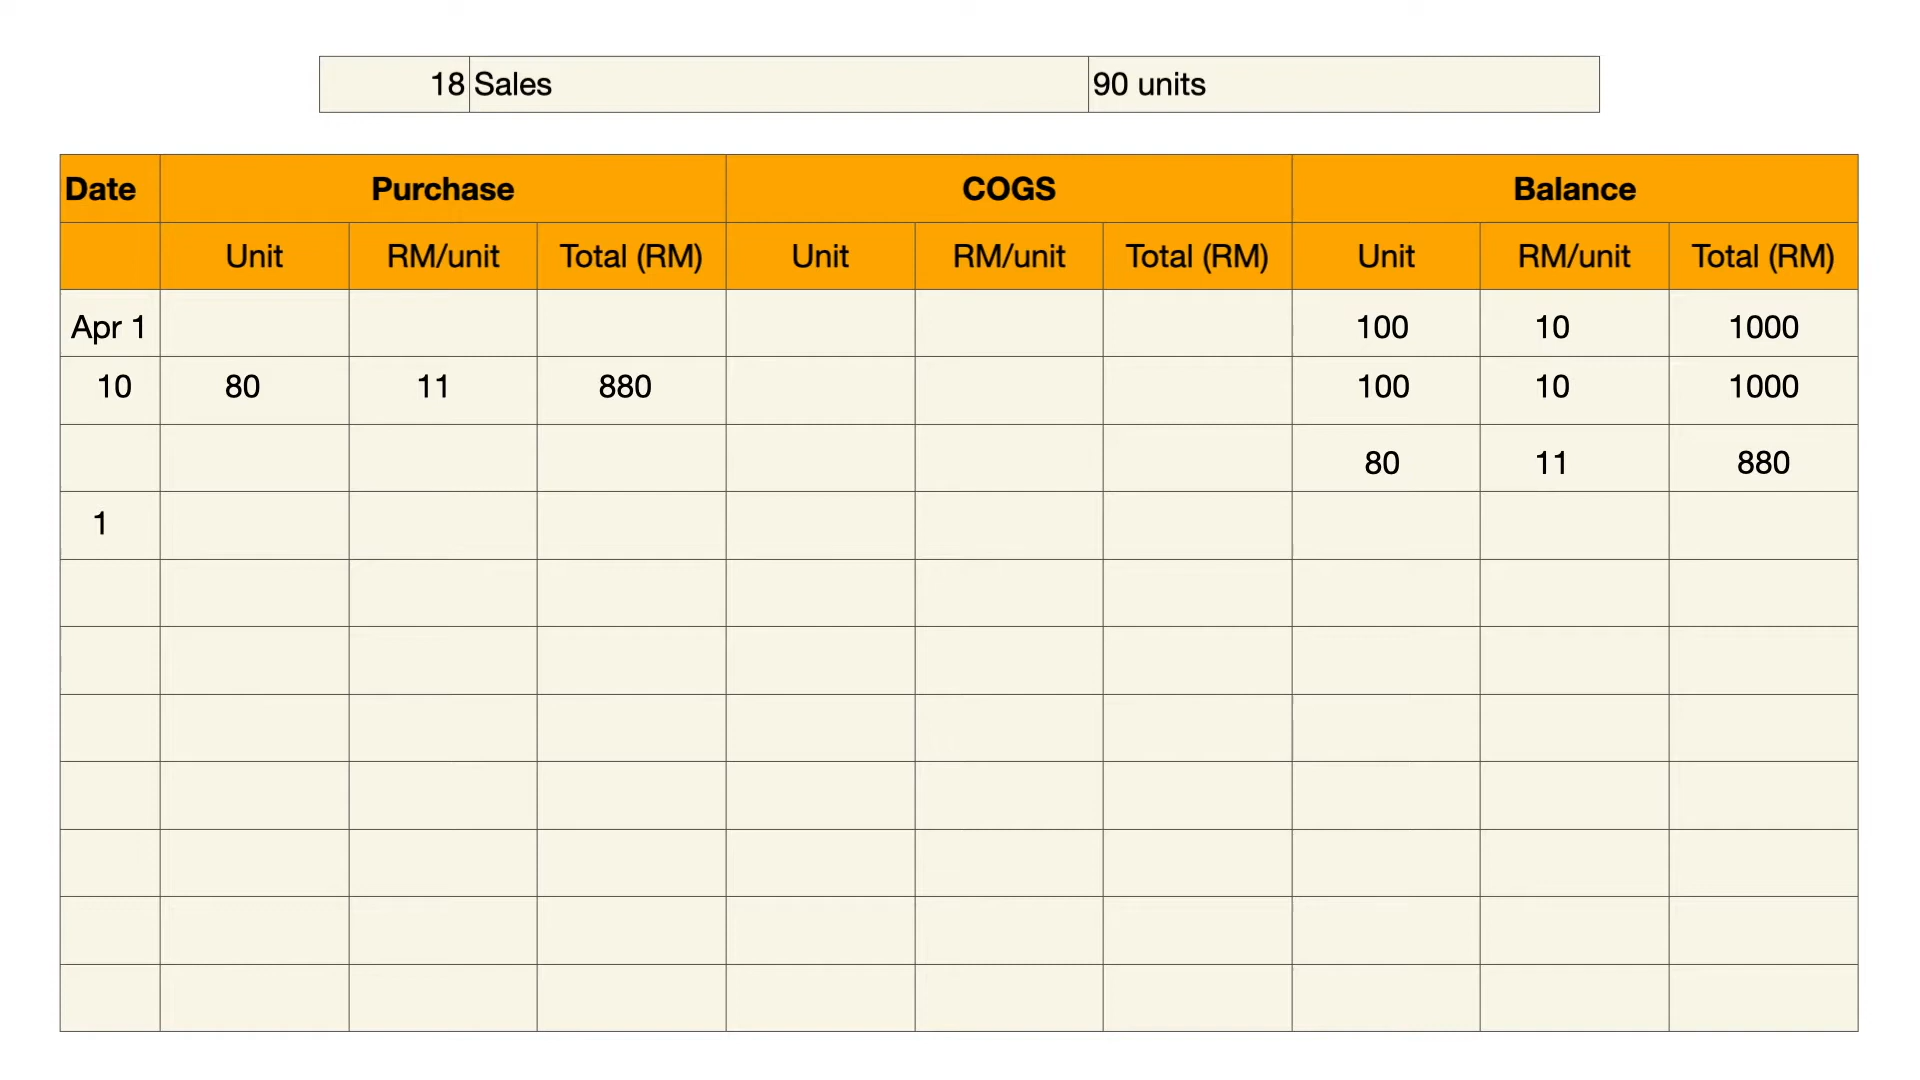 18 Sales 90 units
Date Purchase COGS Balance
Unit RM/unit Total (RM) Unit RM/unit Total (RM) Unit RM/unit Total (RM)
Apr 1 100 10 1000
10 80 11 880 100 10 1000
80 11 880
1